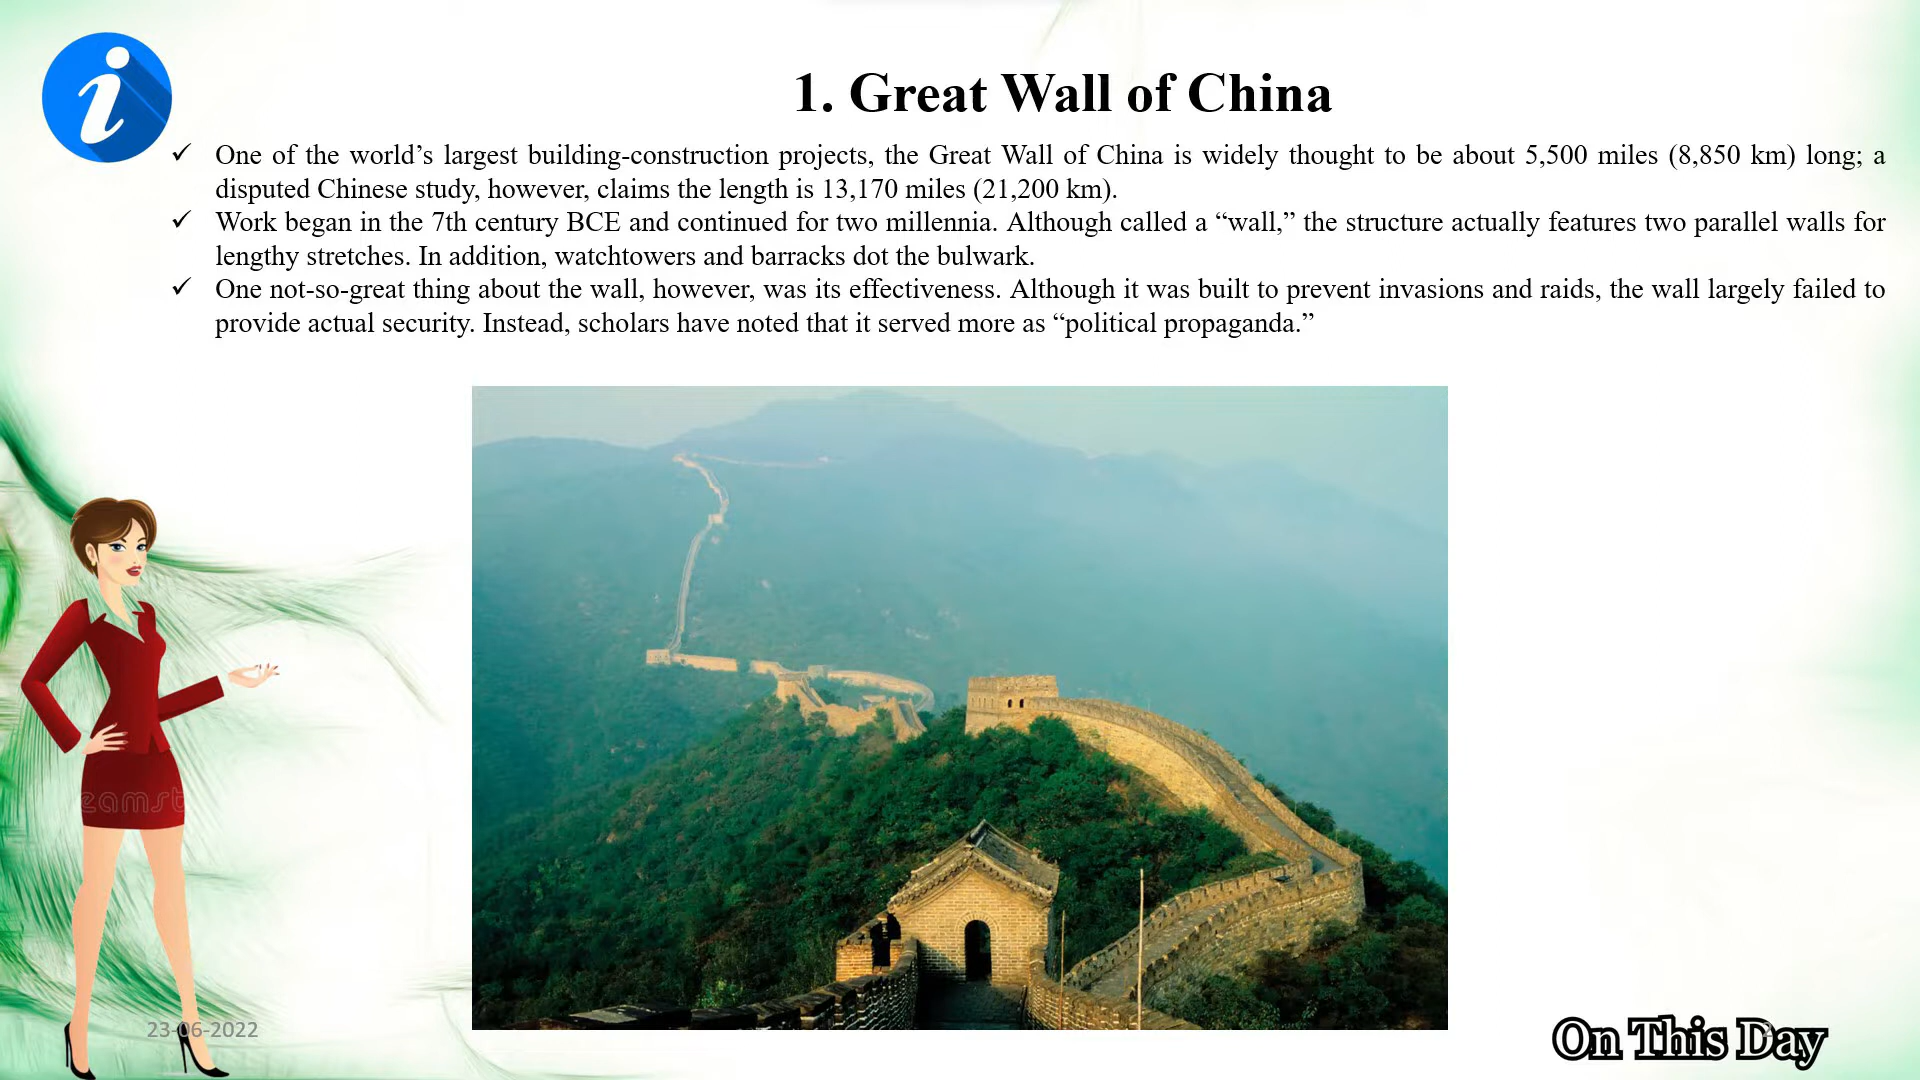 1. Great Wall of China
✓ One of the world’s largest building-construction projects, the Great Wall of China is widely thought to be about 5,500 miles (8,850 km) long; a
disputed Chinese study, however, claims the length is 13,170 miles (21,200 km).
✓ Work began in the 7th century BCE and continued for two millennia. Although called a “wall,” the structure actually features two parallel walls for
lengthy stretches. In addition, watchtowers and barracks dot the bulwark.
✓ One not-so-great thing about the wall, however, was its effectiveness. Although it was built to prevent invasions and raids, the wall largely failed to
provide actual security. Instead, scholars have noted that it served more as “political propaganda.”
23-06-2022
On This Day